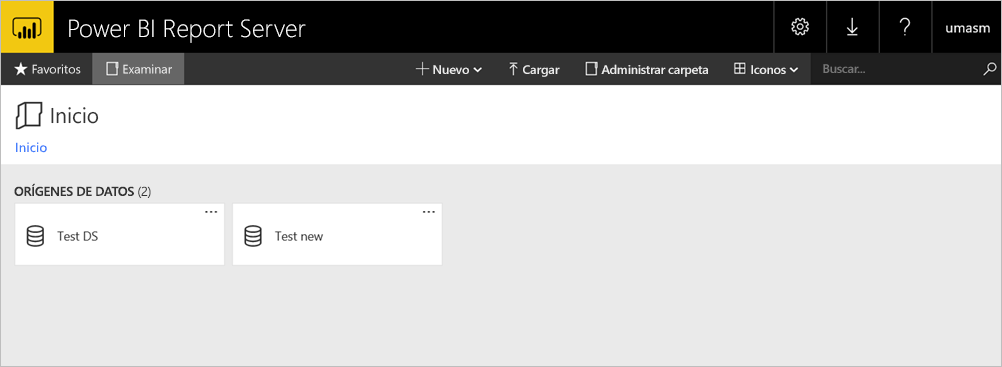 Power BI Report Server
? umasm
Favoritos Examinar Nuevo Cargar Administrar carpeta Iconos Buscar...
Inicio
Inicio
ORÍGENES DE DATOS (2)
... ...
Test DS Test new